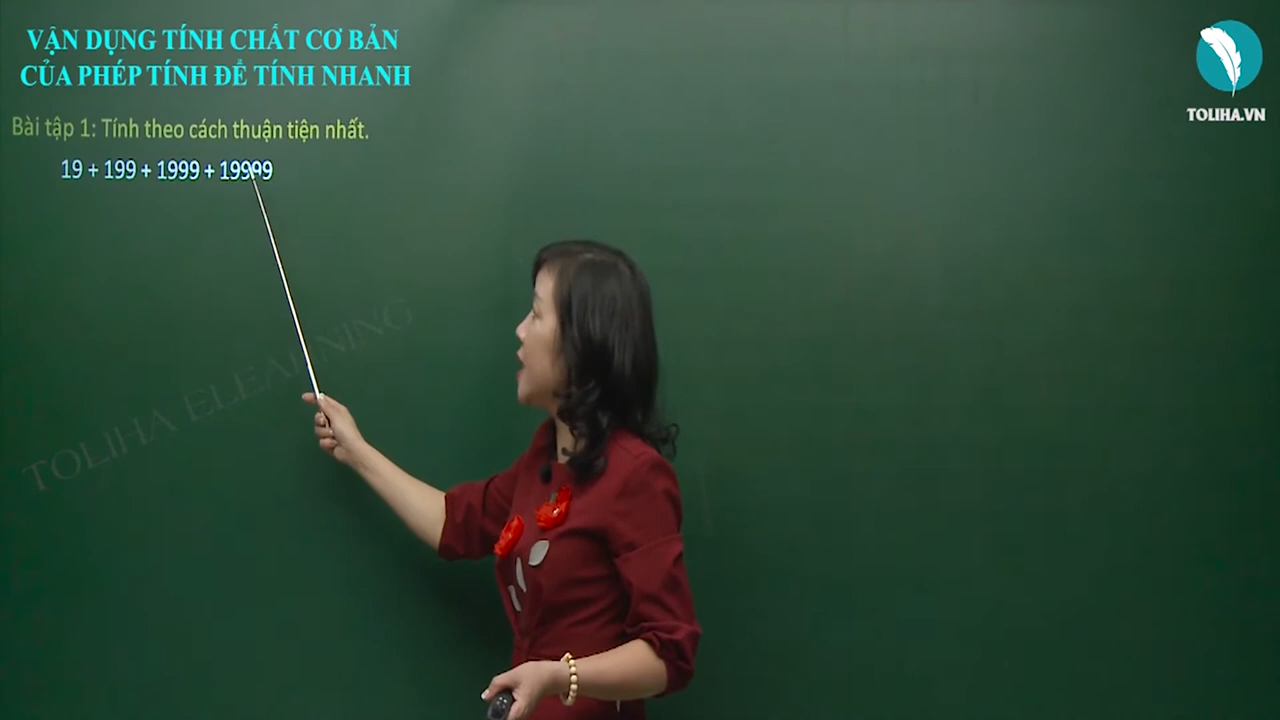 VẬN DỤNG TÍNH CHẤT CƠ BẢN
CỦA PHÉP TÍNH ĐỂ TÍNH NHANH
TOLIHA.VN
Bài tập 1: Tính theo cách thuận tiện nhất.
19 + 199 + 1999 + 19999
TOLIHA ELEARNING